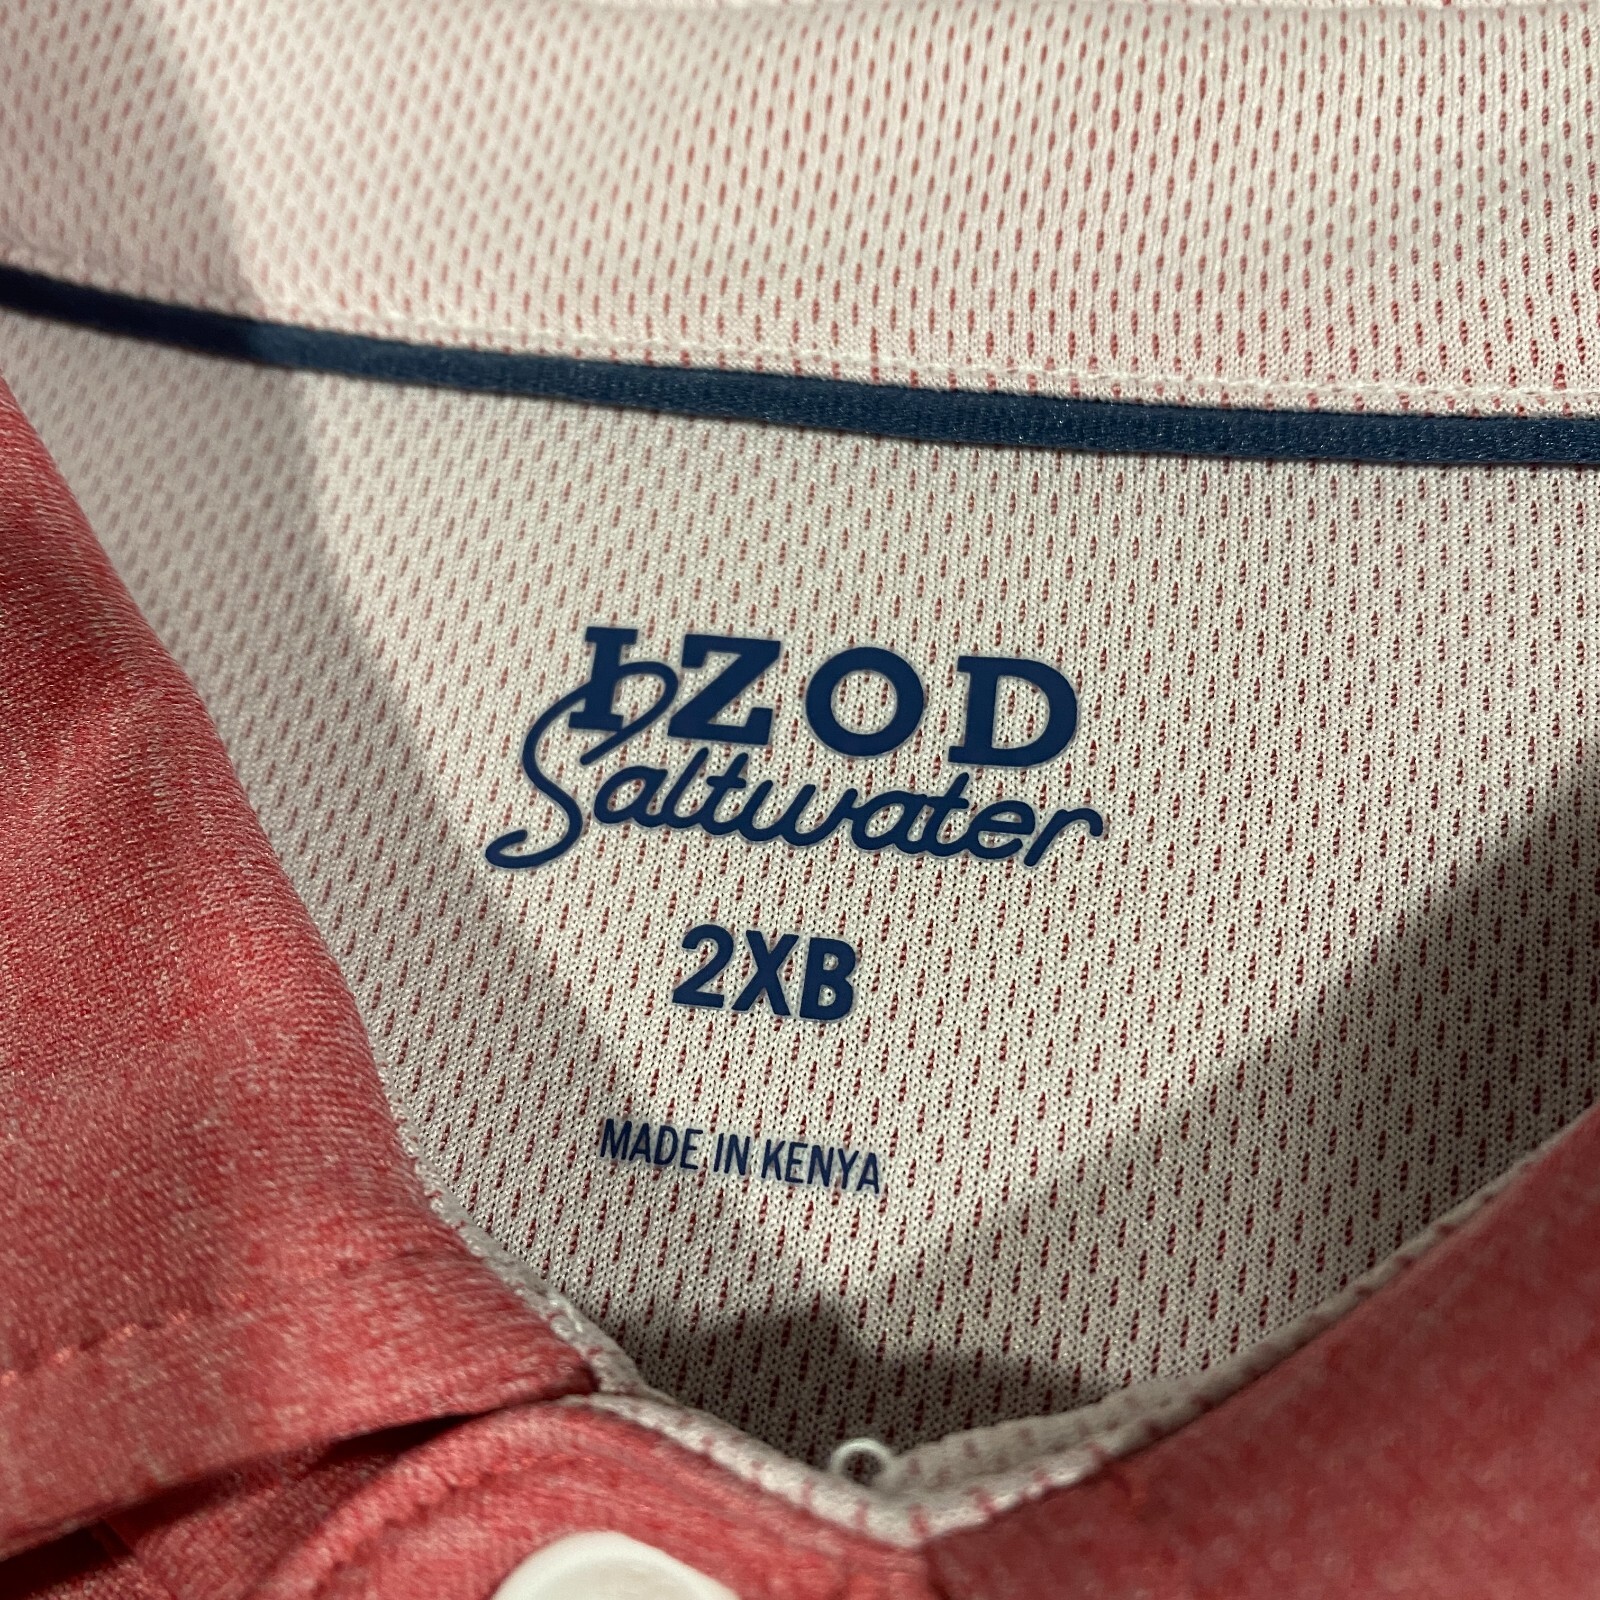 IZOD
Saltwater
2XB
MADE IN KENYA